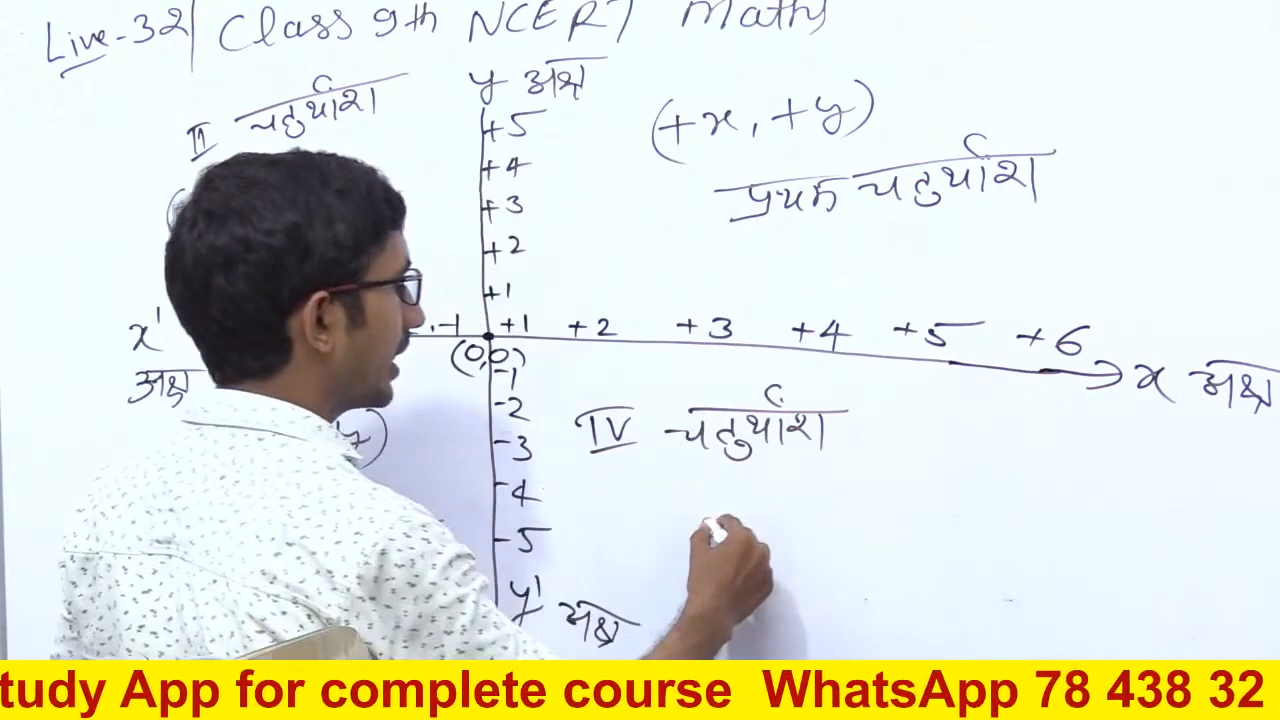 Live-32 Class 9th NCERT Maths
y अक्ष
II चतुर्थांश
(+x, +y)
प्रथम चतुर्थांश
+5
+4
+3
+2
+1
x'
अक्ष
-1 +1 +2 +3 +4 +5 +6
x अक्ष
(0,0)
-1
-2
-3
-4
-5
y)
IV चतुर्थांश
y' अक्ष
tudy App for complete course WhatsApp 78 438 32